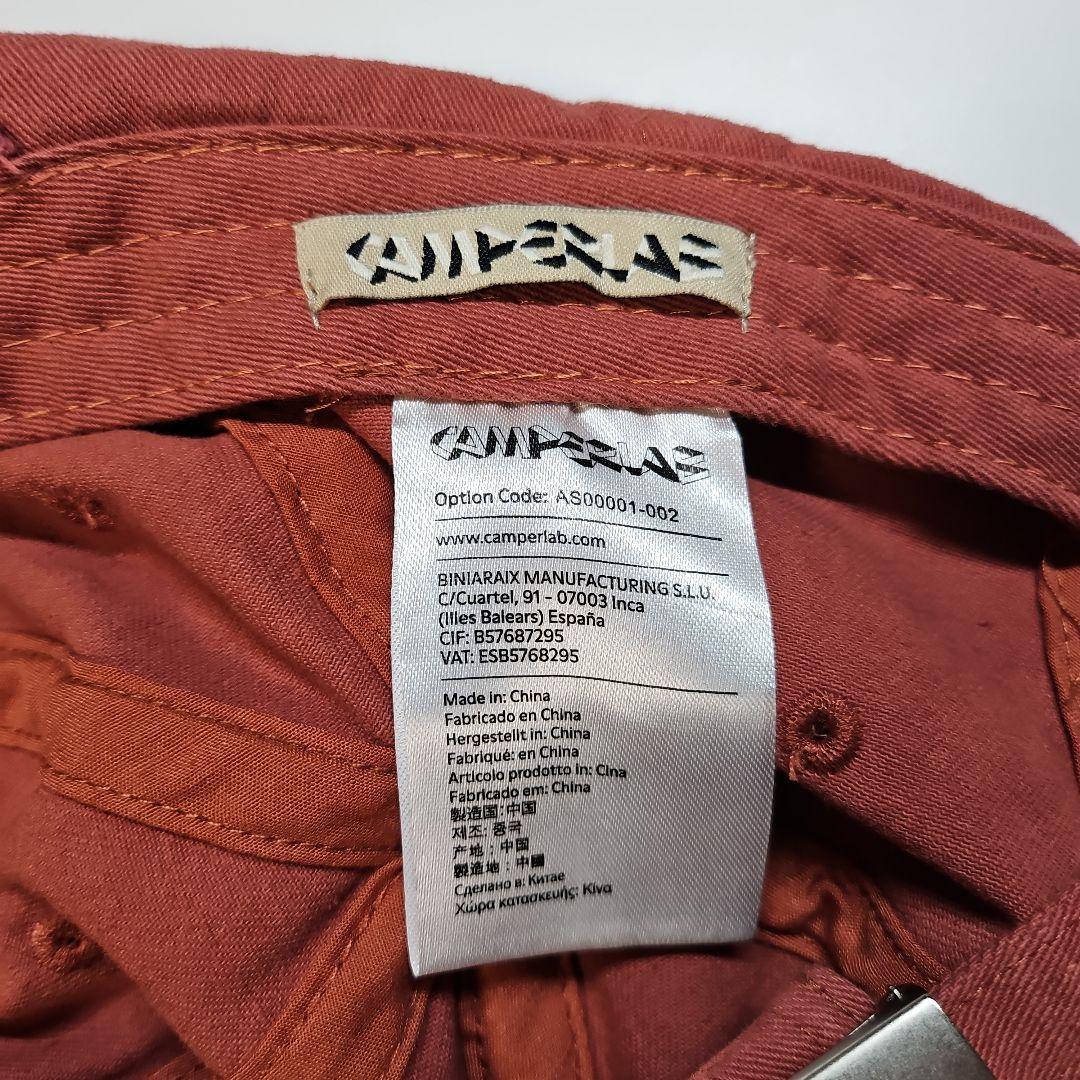 CAMPERLAB
CAMPERLAB
Option Code: AS00001-002
www.camperlab.com
BINIARAIX MANUFACTURING S.L.U.
C/Cuartel, 91 - 07003 Inca
(Illes Balears) España
CIF: B57687295
VAT: ESB5768295
Made in: China
Fabricado en China
Hergestellt in: China
Fabriqué: en China
Articolo prodotto in: Cina
Fabricado em: China
製造国: 中国
제조: 중국
产地: 中国
製造地: 中國
Сделано в: Китае
Χώρα κατασκευής: Κίνα